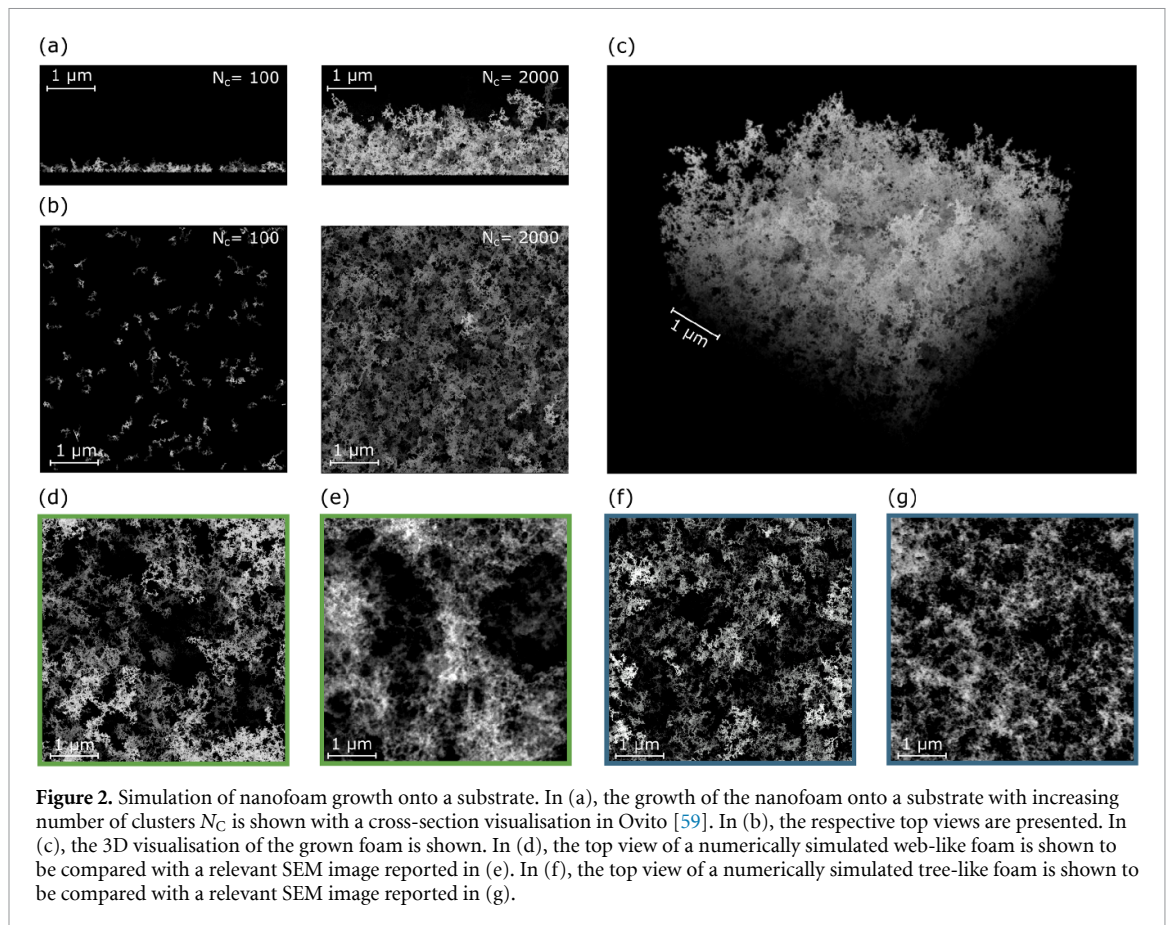 (a)
1 μm
N_c= 100
1 μm
N_c= 2000
(b)
N_c= 100
1 μm
N_c= 2000
1 μm
(c)
1 μm
(d)
1 μm
(e)
1 μm
(f)
1 μm
(g)
1 μm
Figure 2. Simulation of nanofoam growth onto a substrate. In (a), the growth of the nanofoam onto a substrate with increasing
number of clusters N_C is shown with a cross-section visualisation in Ovito [59]. In (b), the respective top views are presented. In
(c), the 3D visualisation of the grown foam is shown. In (d), the top view of a numerically simulated web-like foam is shown to
be compared with a relevant SEM image reported in (e). In (f), the top view of a numerically simulated tree-like foam is shown to
be compared with a relevant SEM image reported in (g).